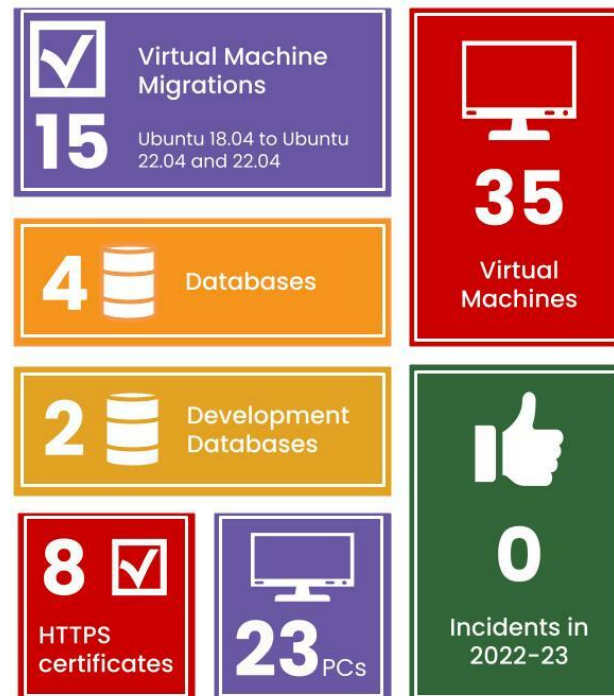 Virtual Machine
Migrations
15
Ubuntu 18.04 to Ubuntu
22.04 and 22.04
35
Virtual
Machines
4
Databases
2
Development
Databases
8
HTTPS
certificates
23 PCs
0
Incidents in
2022-23